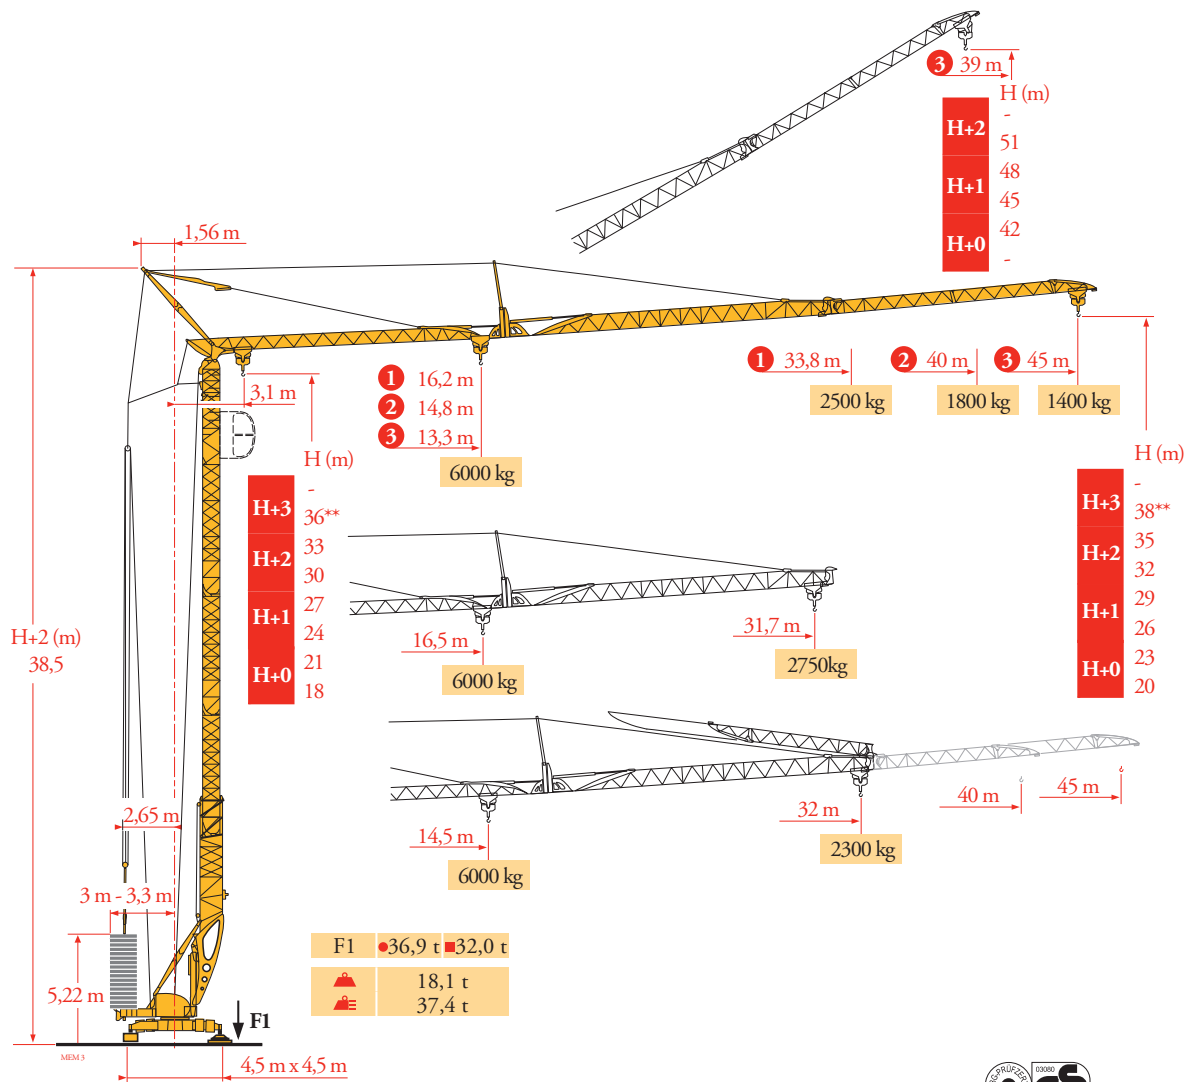 3 39 m
H (m)
H+2
-
51
H+1
48
45
H+0
42
-
1,56 m
3,1 m
1 16,2 m
2 14,8 m
3 13,3 m
6000 kg
1 33,8 m
2 40 m
3 45 m
2500 kg
1800 kg
1400 kg
H (m)
H+3
-
36**
H+2
33
30
H+1
27
24
H+0
21
18
H (m)
H+3
-
38**
H+2
35
32
H+1
29
26
H+0
23
20
H+2 (m)
38,5
16,5 m
6000 kg
31,7 m
2750kg
14,5 m
6000 kg
32 m
2300 kg
40 m
45 m
2,65 m
3 m - 3,3 m
5,22 m
F1
F1 36,9 t 32,0 t
18,1 t
37,4 t
MEM 3
4,5 m x 4,5 m
03080